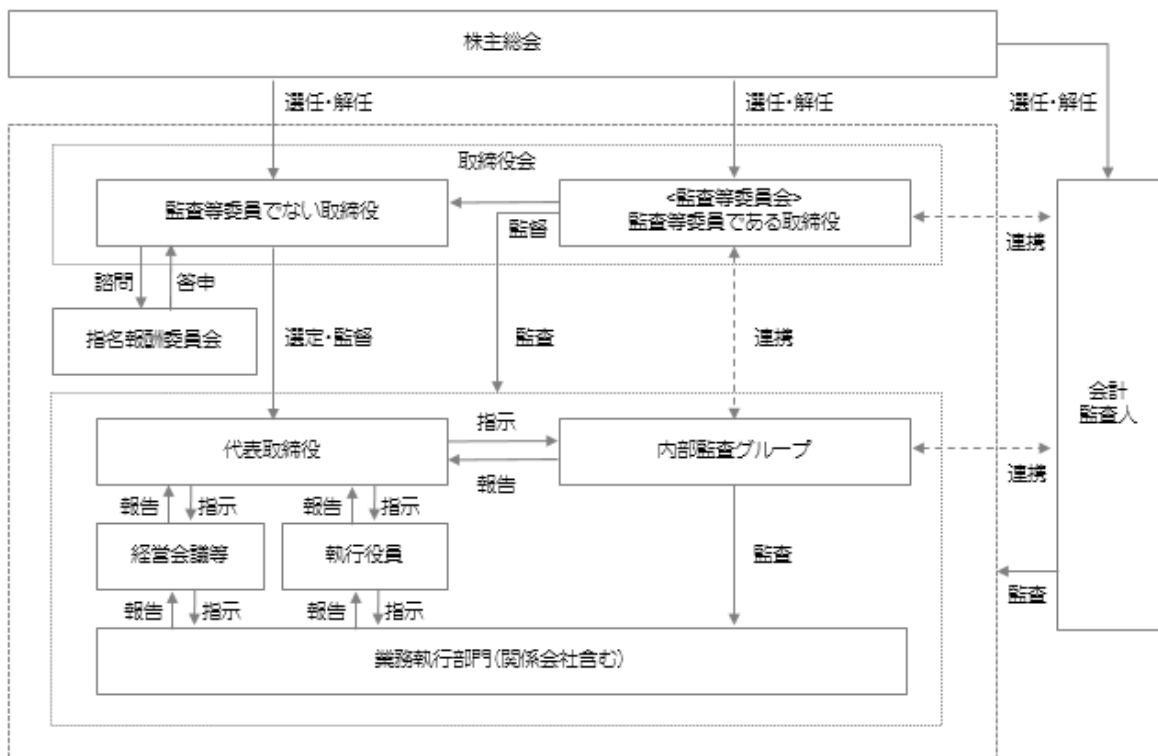 株主総会
選任・解任
選任・解任
選任・解任
取締役会
監査等委員でない取締役
<監査等委員会>
監査等委員である取締役
監督
連携
諮問
答申
指名報酬委員会
選定・監督
監査
連携
会計
監査人
代表取締役
指示
報告
内部監査グループ
連携
報告
指示
報告
指示
経営会議等
執行役員
監査
監査
報告
指示
報告
指示
業務執行部門(関係会社含む)